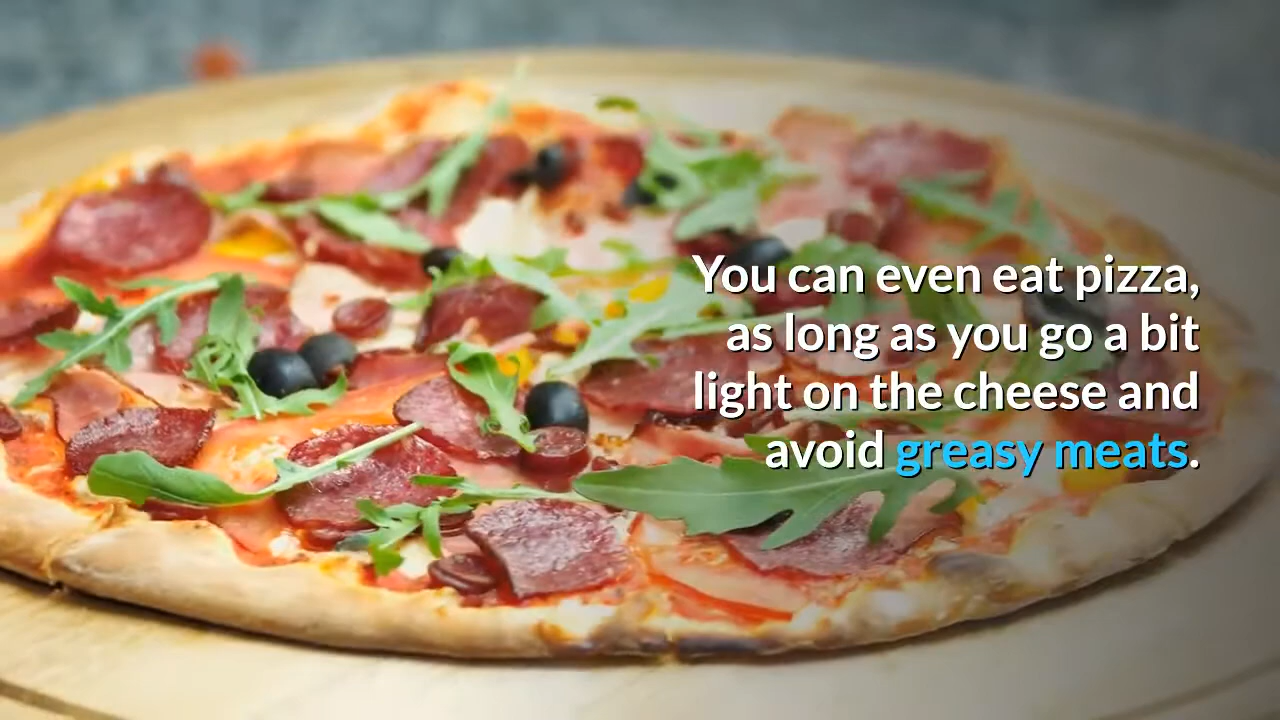 You can even eat pizza,
as long as you go a bit
light on the cheese and
avoid greasy meats.